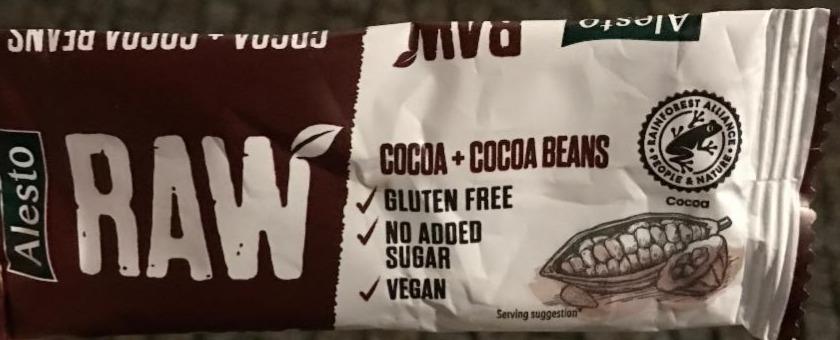 COCOA + COCOA BEANS
RAW
Alesto
Alesto
RAW
COCOA + COCOA BEANS
GLUTEN FREE
NO ADDED
SUGAR
VEGAN
RAINFOREST ALLIANCE
PEOPLE & NATURE
Cocoa
Serving suggestion*